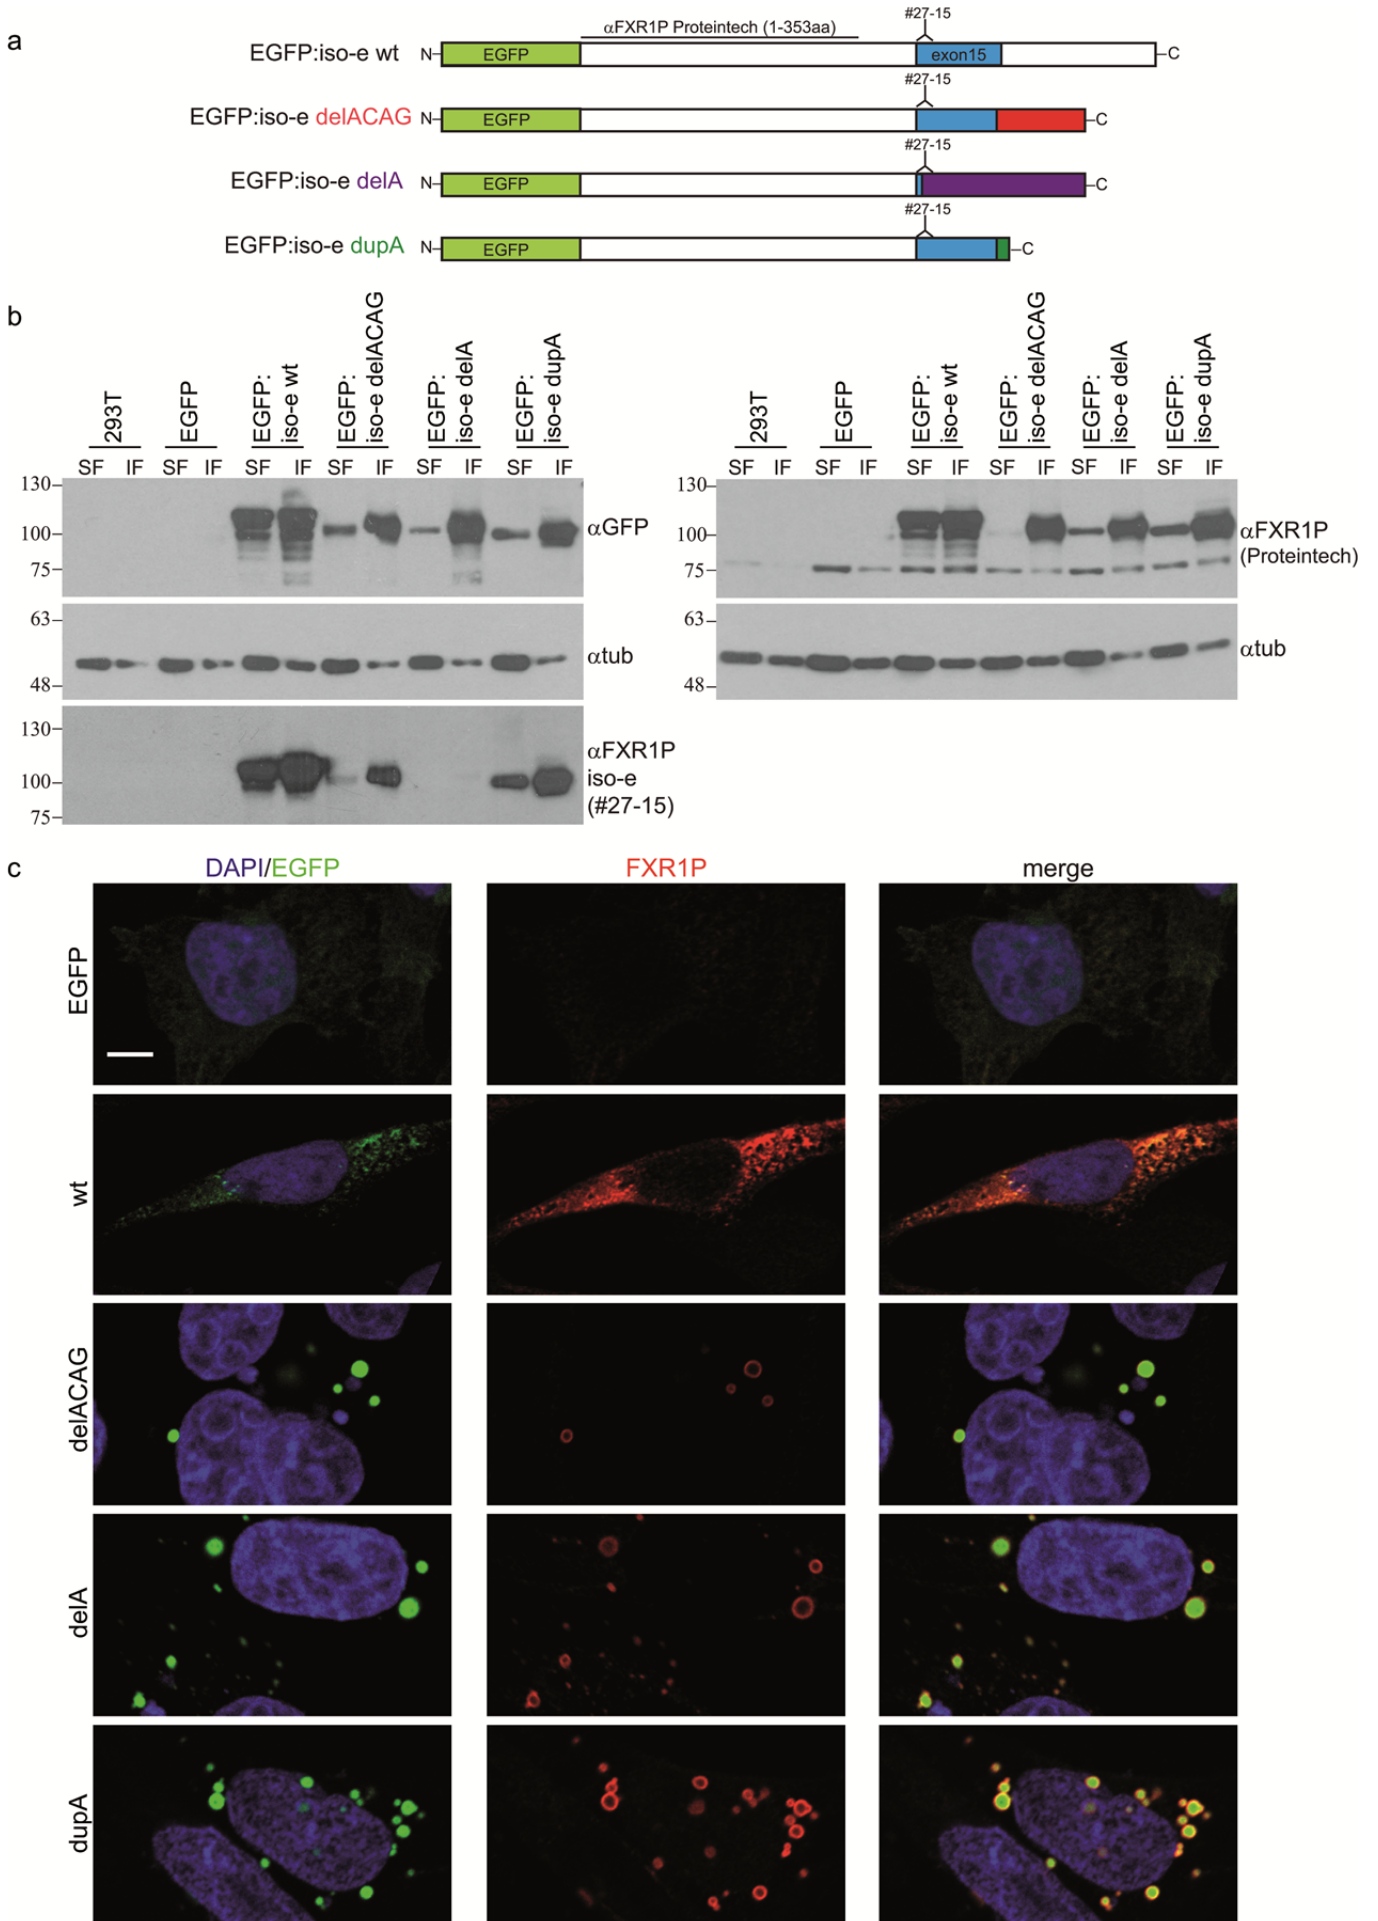 a
αFXR1P Proteintech (1-353aa)
#27-15
EGFP:iso-e wt N- EGFP exon15 -C
#27-15
EGFP:iso-e delACAG N- EGFP -C
#27-15
EGFP:iso-e delA N- EGFP -C
#27-15
EGFP:iso-e dupA N- EGFP -C
b
293T
EGFP
EGFP:
iso-e wt
EGFP:
iso-e delACAG
EGFP:
iso-e delA
EGFP:
iso-e dupA
SF IF SF IF SF IF SF IF SF IF SF IF
130
100
75
αGFP
63
48
αtub
130
100
75
αFXR1P
iso-e
(#27-15)
293T
EGFP
EGFP:
iso-e wt
EGFP:
iso-e delACAG
EGFP:
iso-e delA
EGFP:
iso-e dupA
SF IF SF IF SF IF SF IF SF IF SF IF
130
100
75
αFXR1P
(Proteintech)
63
48
αtub
c
DAPI/EGFP FXR1P merge
EGFP
wt
delACAG
delA
dupA